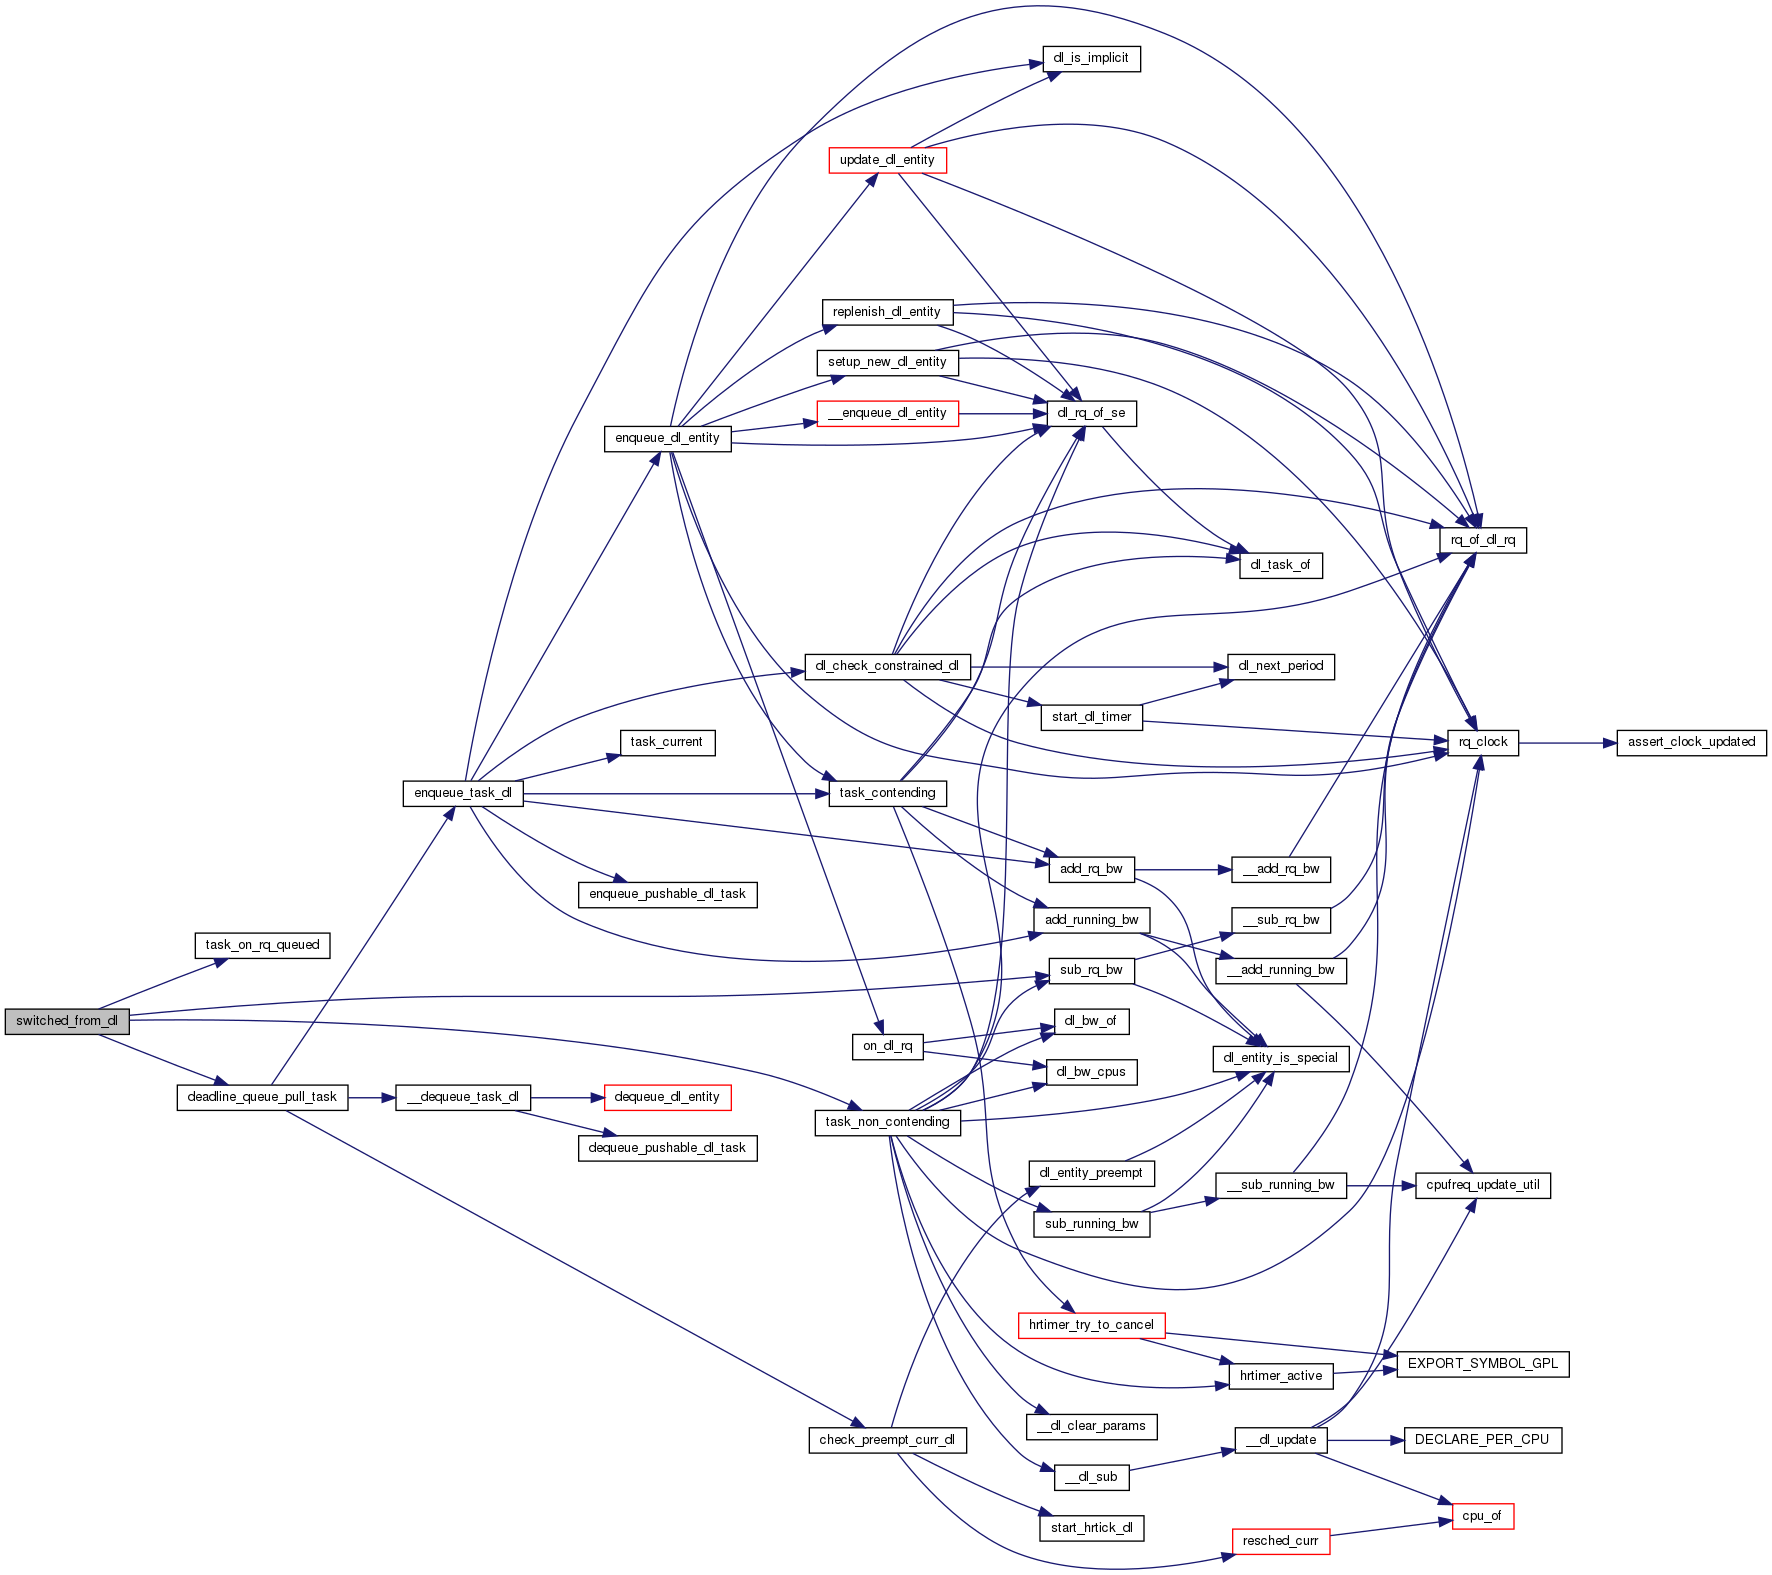 dl_is_implicit
update_dl_entity
replenish_dl_entity
setup_new_dl_entity
__enqueue_dl_entity
dl_rq_of_se
enqueue_dl_entity
rq_of_dl_rq
dl_task_of
dl_check_constrained_dl
dl_next_period
start_dl_timer
task_current
rq_clock
assert_clock_updated
enqueue_task_dl
task_contending
add_rq_bw
__add_rq_bw
enqueue_pushable_dl_task
add_running_bw
__sub_rq_bw
task_on_rq_queued
sub_rq_bw
__add_running_bw
switched_from_dl
dl_bw_of
on_dl_rq
dl_entity_is_special
dl_bw_cpus
deadline_queue_pull_task
__dequeue_task_dl
dequeue_dl_entity
task_non_contending
dequeue_pushable_dl_task
dl_entity_preempt
__sub_running_bw
cpufreq_update_util
sub_running_bw
hrtimer_try_to_cancel
EXPORT_SYMBOL_GPL
hrtimer_active
__dl_clear_params
check_preempt_curr_dl
__dl_update
DECLARE_PER_CPU
__dl_sub
cpu_of
start_hrtick_dl
resched_curr